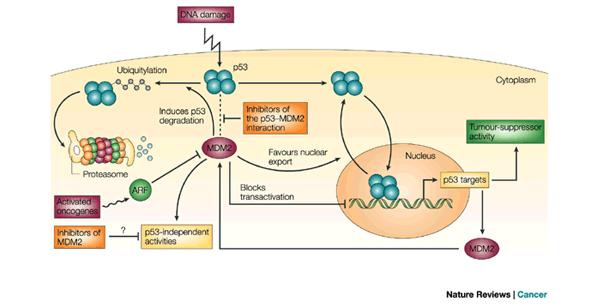 DNA damage
Ubiquitylation
p53
Cytoplasm
Induces p53
degradation
Inhibitors of
the p53–MDM2
interaction
Tumour-suppressor
activity
MDM2
Favours nuclear
export
Nucleus
Proteasome
ARF
p53 targets
Activated
oncogenes
Blocks
transactivation
Inhibitors of
MDM2
?
p53-independent
activities
MDM2
Nature Reviews | Cancer